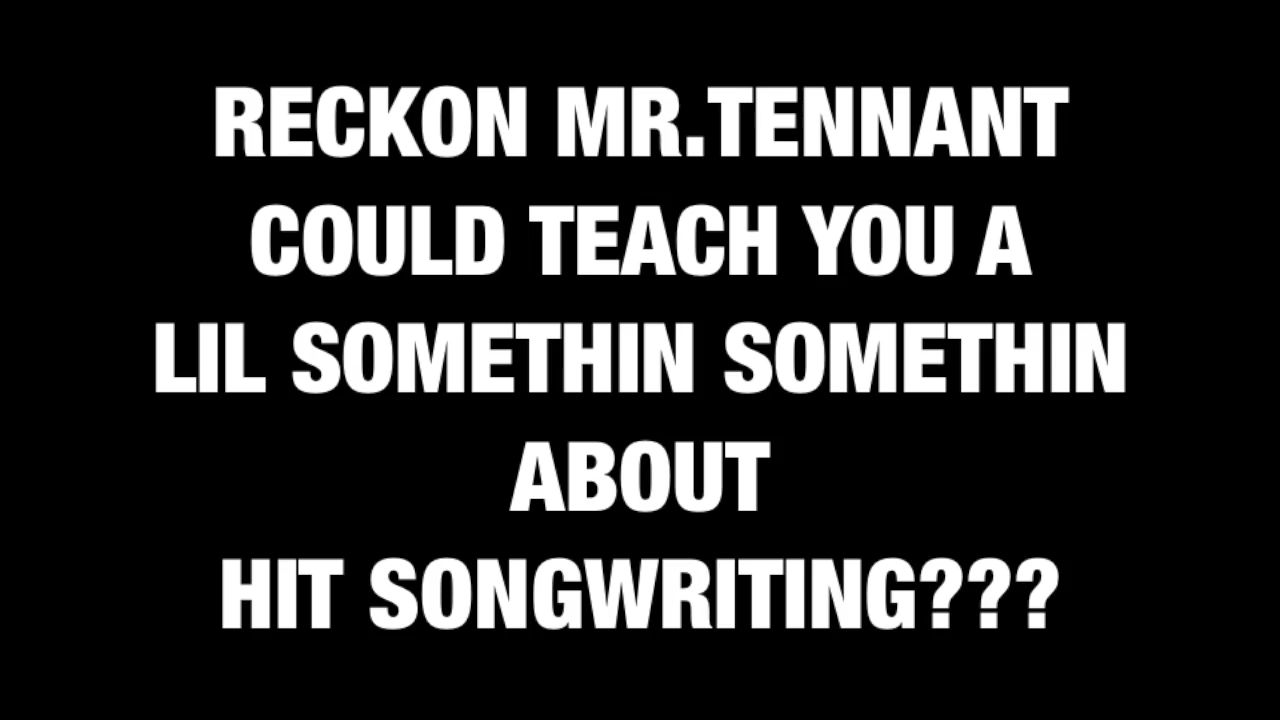 RECKON MR.TENNANT
COULD TEACH YOU A
LIL SOMETHIN SOMETHIN
ABOUT
HIT SONGWRITING???